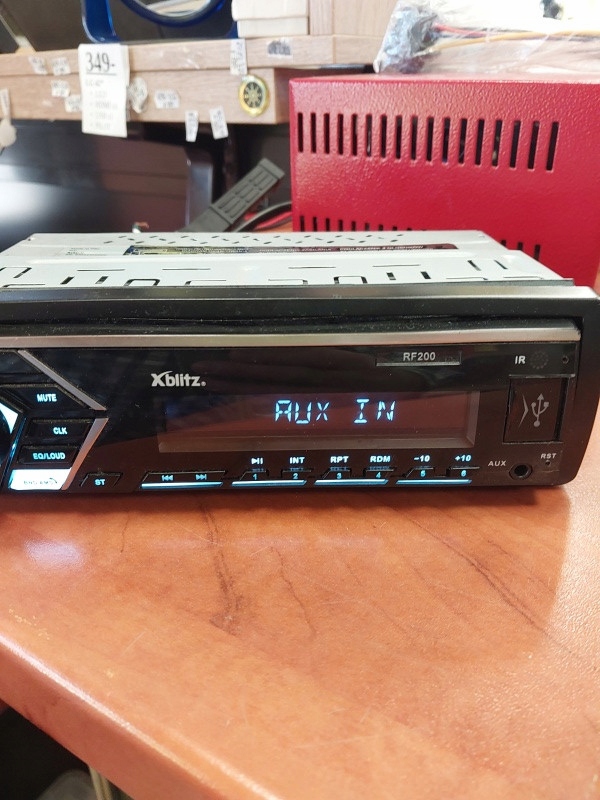 349-
RF200
IR
Xblitz
MUTE
AUX IN
CLK
EQ/LOUD
INT RPT RDM -10 +10
ST 1 2 3 4 5 6
AUX RST